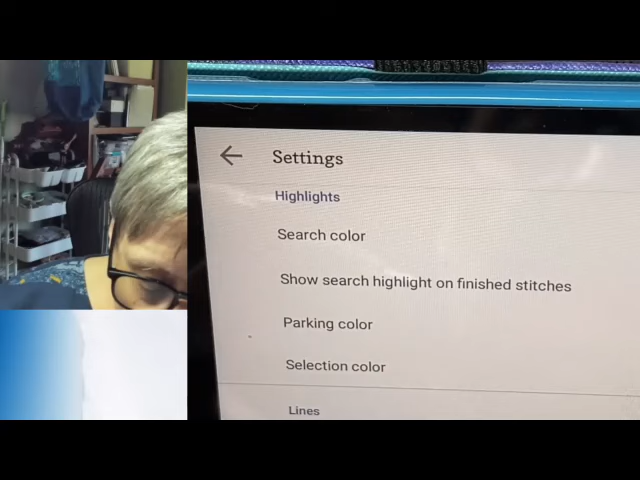 Settings
Highlights
Search color
Show search highlight on finished stitches
Parking color
Selection color
Lines